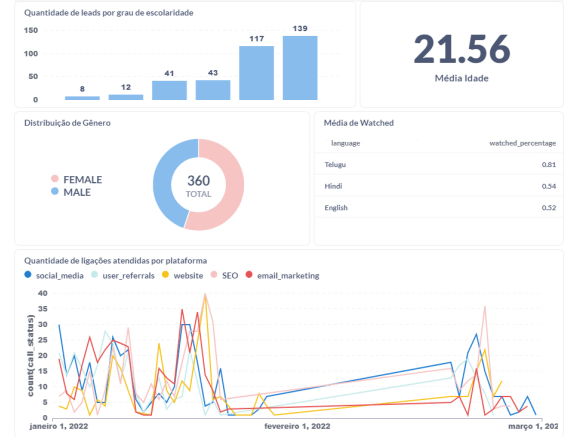 Quantidade de leads por grau de escolaridade
150
100
50
0
8
12
41
43
117
139
21.56
Média Idade
Distribuição de Gênero
FEMALE
MALE
360
TOTAL
Média de Watched
language watched_percentage
Telugu 0.81
Hindi 0.54
English 0.52
Quantidade de ligações atendidas por plataforma
social_media user_referrals website SEO email_marketing
count(call_status)
40
35
30
25
20
15
10
5
0
janeiro 1, 2022 fevereiro 1, 2022 março 1, 202